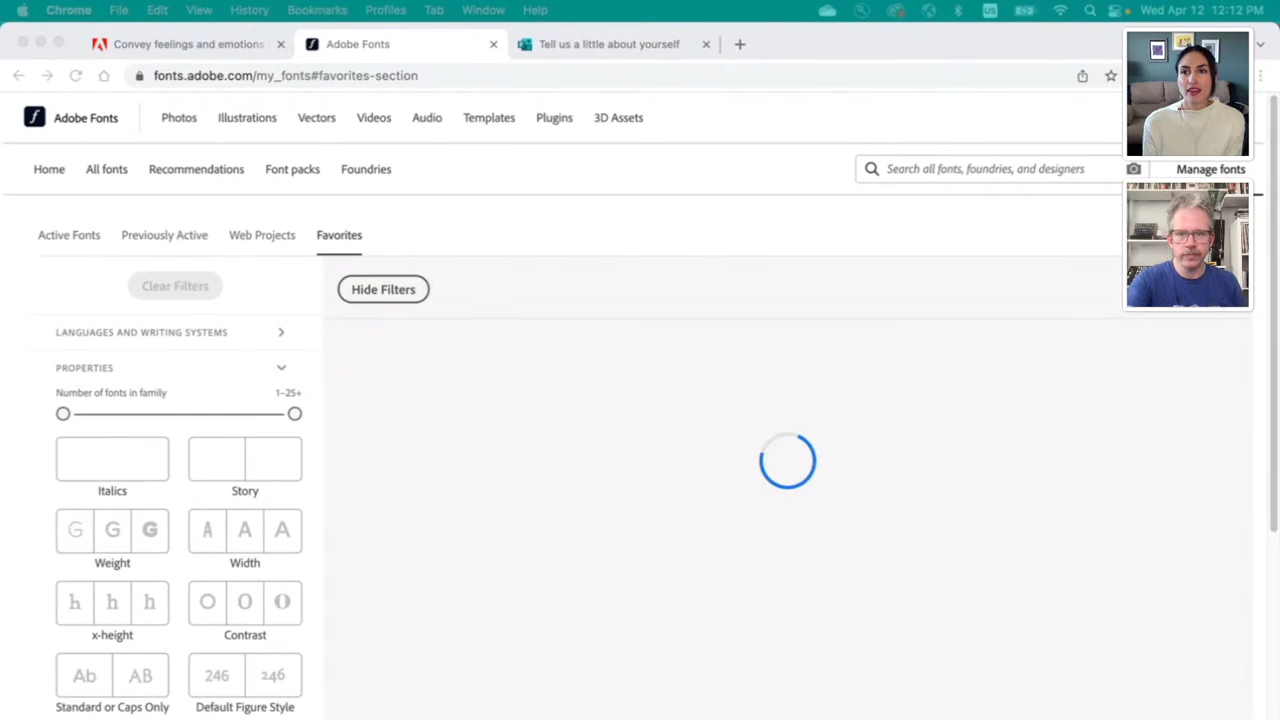 Chrome File Edit View History Bookmarks Profiles Tab Window Help US Wed Apr 12 12:12 PM
Convey feelings and emotions Adobe Fonts Tell us a little about yourself
fonts.adobe.com/my_fonts#favorites-section
Adobe Fonts Photos Illustrations Vectors Videos Audio Templates Plugins 3D Assets
Home All fonts Recommendations Font packs Foundries Search all fonts, foundries, and designers Manage fonts
Active Fonts Previously Active Web Projects Favorites
Clear Filters Hide Filters
LANGUAGES AND WRITING SYSTEMS
PROPERTIES
Number of fonts in family 1-25+
Italics Story
G G G A A A
Weight Width
h h h O O O
x-height Contrast
Ab AB 246 246
Standard or Caps Only Default Figure Style